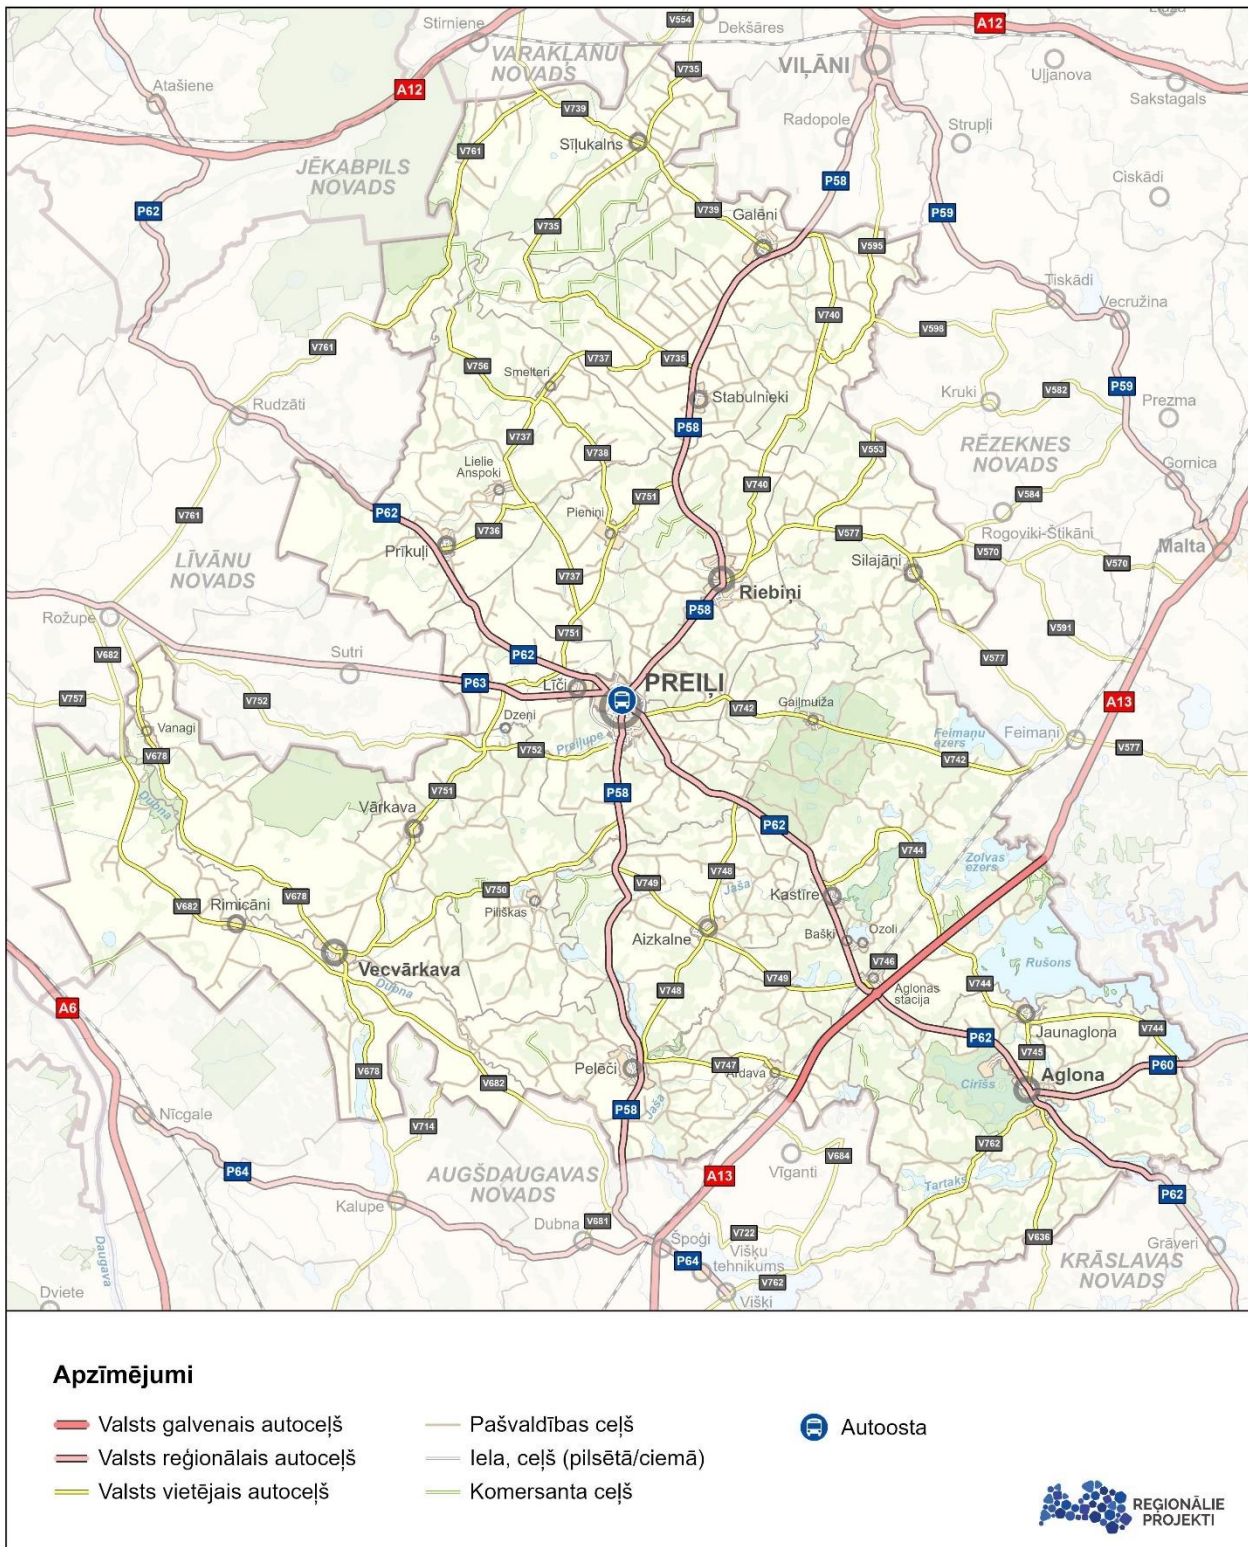 Stirniene
V554
Dekšāres
A12
VARAKĻĀNU
NOVADS
V735
VIĻĀNI
Uļjanova
Sakstagals
Atašiene
A12
V739
Radopole
Strupļi
Sīļukalns
V761
JĒKABPILS
NOVADS
P58
Ciskādi
P62
V739
Galēni
P59
V735
V595
Tiskādi
Vecružina
V740
V598
V761
V756
V737
V735
Smelteri
Stabulnieki
Kruki
V582
P59
Prezma
Rudzāti
P58
V737
V738
V553
RĒZEKNES
NOVADS
Lielie
Anspoki
Gornica
V740
V751
V584
P62
V761
Pieniņi
V736
V577
Rogoviki-Štikāni
Prīkuļi
Malta
LĪVĀNU
NOVADS
Silajāņi
V570
V570
V737
Riebiņi
P58
Rožupe
V751
V591
Sutri
P62
V577
V682
P63
Līči
PREIĻI
V757
V752
V742
Gaiļmuiža
A13
Vanagi
Dzeņi
Preiļupe
Feimaņu
ezers
Feimaņi
V678
V752
V742
V577
Dubna
V751
P58
Vārkava
P62
V744
Zolvas
ezers
V749
V748
Jaša
V750
V678
Piliškas
Kastīre
V682
Rimicāni
Aizkalne
Bašķi
Ozoli
Vecvārkava
Rušons
V746
V749
Aglonas
stacija
V744
Dubna
V748
A6
Jaunaglona
V744
P62
V745
Pelēči
V747
Ārdava
P60
V678
Cirišs
Aglona
V682
Nīcgale
P58
Jaša
V714
V762
V684
AUGŠDAUGAVAS
NOVADS
Vīganti
P64
A13
Tartaks
P62
Kalupe
Dubna
V681
V722
V636
Grāveri
Špoģi
Daugava
P64
Višķu
tehnikums
KRĀSLAVAS
NOVADS
V762
Dviete
Višķi
Apzīmējumi
Valsts galvenais autoceļš
Valsts reģionālais autoceļš
Valsts vietējais autoceļš
Pašvaldības ceļš
Iela, ceļš (pilsētā/ciemā)
Komersanta ceļš
Autoosta
REĢIONĀLIE
PROJEKTI